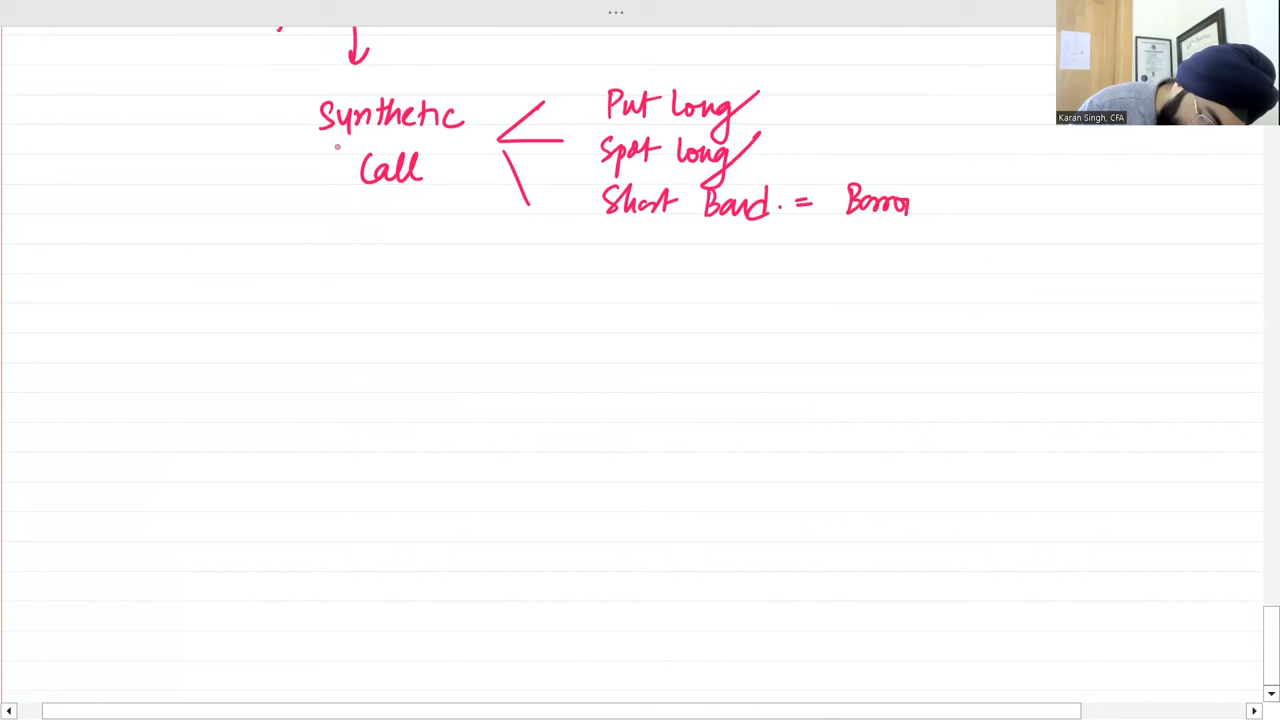 Put Long
Synthetic
Spot Long
Call
Short Bond. = Borro
Karan Singh, CFA